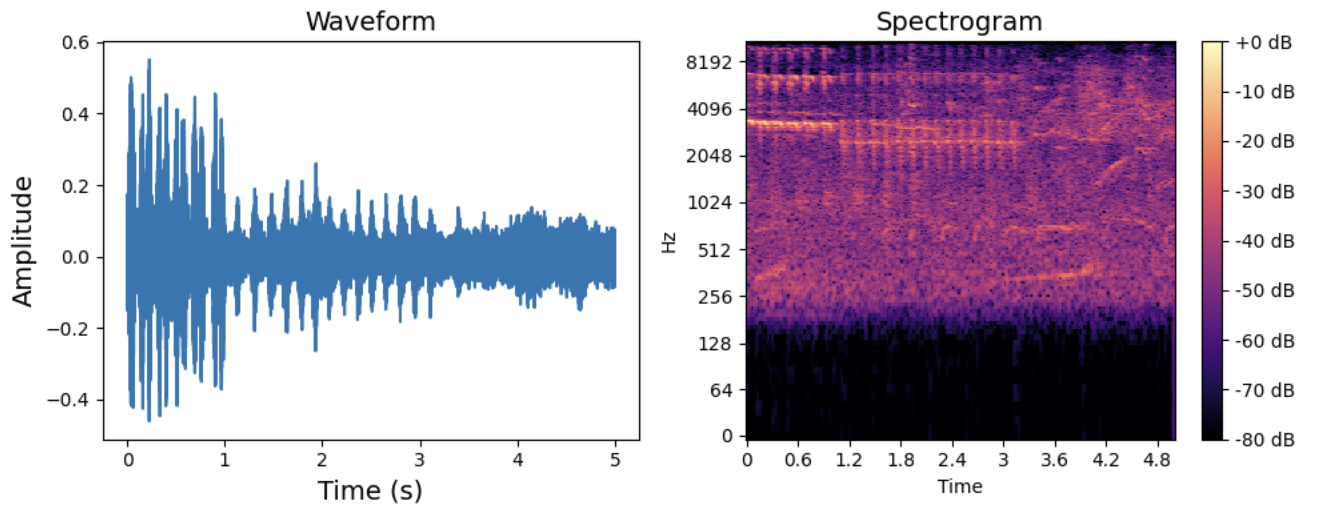 Waveform
Amplitude
0.6
0.4
0.2
0.0
−0.2
−0.4
0 1 2 3 4 5
Time (s)
Spectrogram
Hz
8192
4096
2048
1024
512
256
128
64
0
0 0.6 1.2 1.8 2.4 3 3.6 4.2 4.8
Time
+0 dB
-10 dB
-20 dB
-30 dB
-40 dB
-50 dB
-60 dB
-70 dB
-80 dB